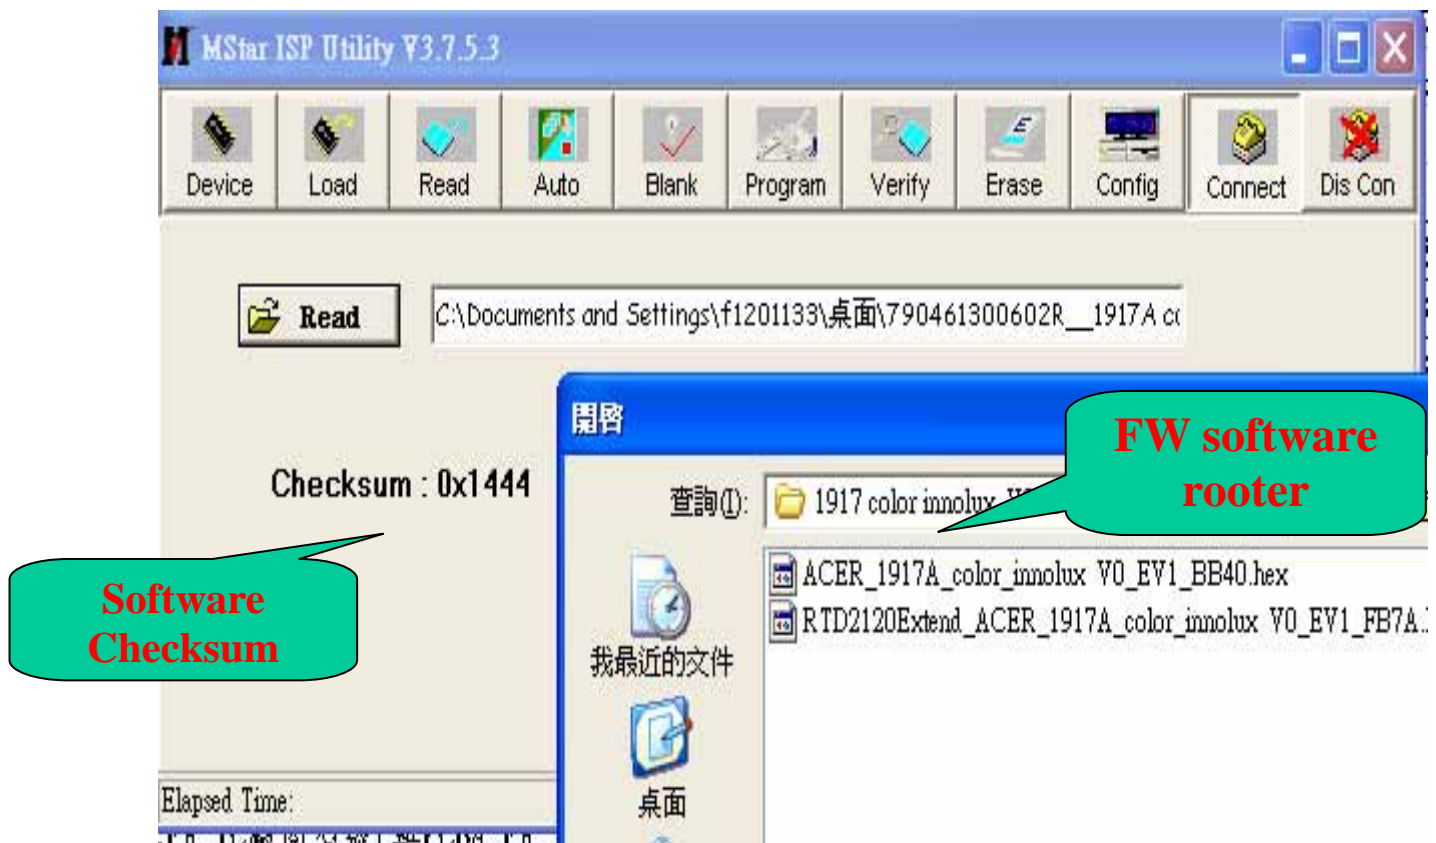 MStar ISP Utility V3.7.5.3
Device Load Read Auto Blank Program Verify Erase Config Connect Dis Con
Read C:\Documents and Settings\f1201133\桌面\790461300602R__1917A
開啓
FW software
rooter
Checksum : 0x1444
查詢(I): 1917 color innolux
Software
Checksum
ACER_1917A_color_innolux V0_EV1_BB40.hex
RTD2120Extend_ACER_1917A_color_innolux V0_EV1_FB7A.
我最近的文件
桌面
Elapsed Time: